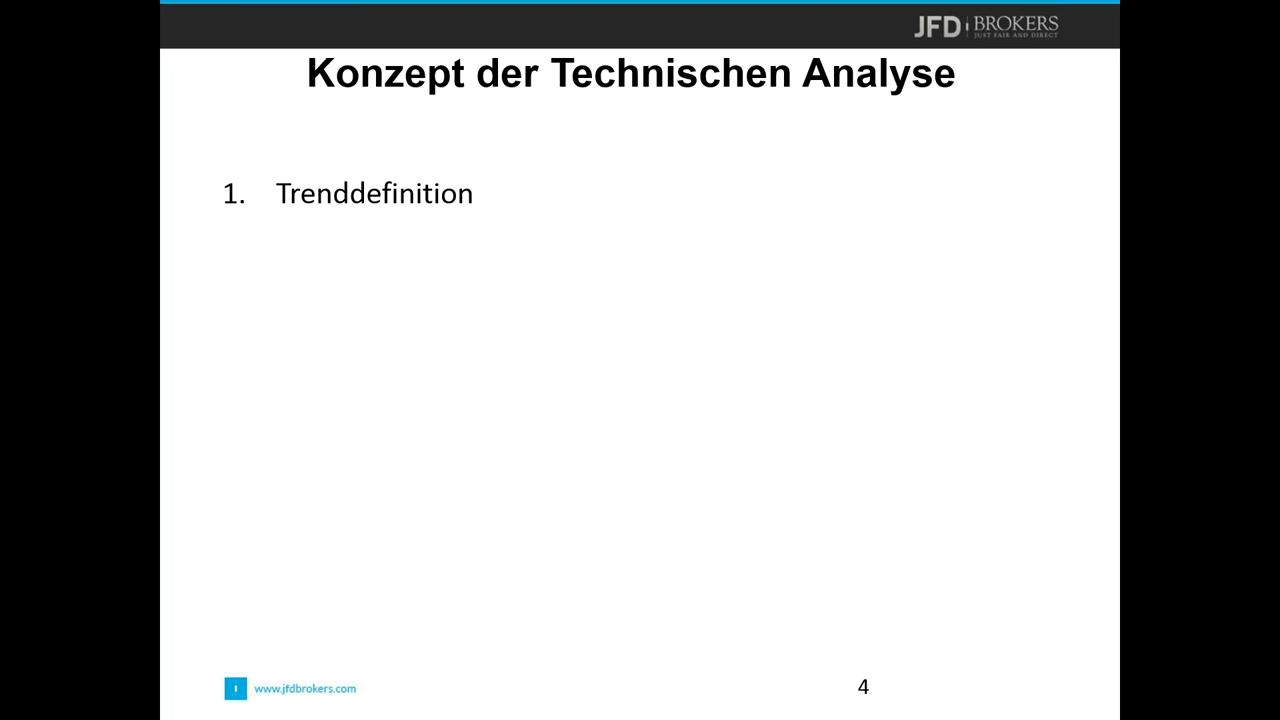 JFD BROKERS
JUST FAIR AND DIRECT
Konzept der Technischen Analyse
1. Trenddefinition
www.jfdbrokers.com
4